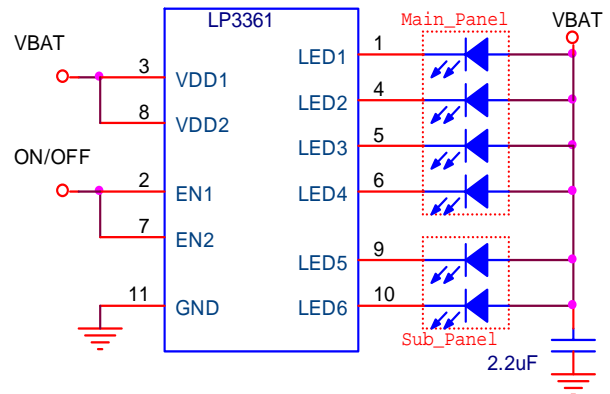 LP3361
Main_Panel
VBAT
VBAT
1
LED1
3
VDD1
4
LED2
8
VDD2
5
LED3
ON/OFF
2
EN1
6
LED4
7
EN2
9
LED5
11
GND
10
LED6
Sub_Panel
2.2uF